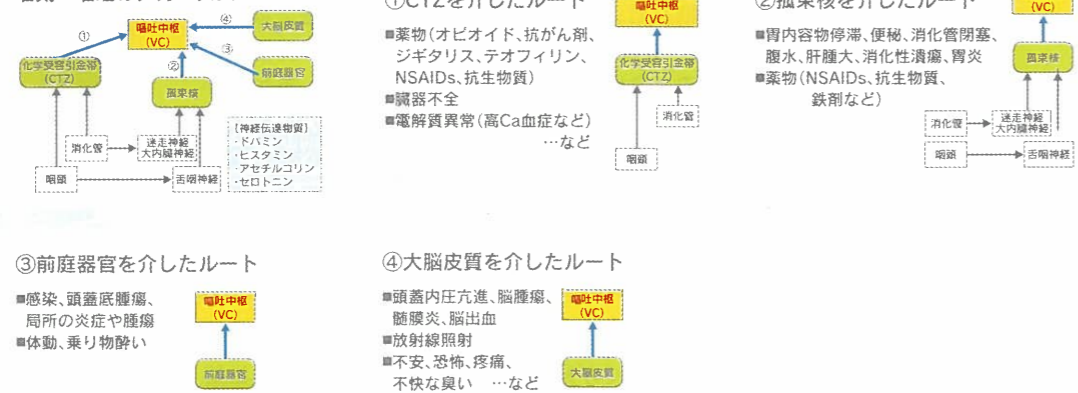 ①
嘔吐中枢
(VC)
④
大脳皮質
③
前庭器官
②
化学受容引金帯
(CTZ)
孤束核
消化管
迷走神経
大内臓神経
咽頭
舌咽神経
【神経伝達物質】
・ドパミン
・ヒスタミン
・アセチルコリン
・セロトニン
①CTZを介したルート
■薬物(オピオイド、抗がん剤、
ジギタリス、テオフィリン、
NSAIDs、抗生物質)
■臓器不全
■電解質異常(高Ca血症など)
…など
嘔吐中枢
(VC)
化学受容引金帯
(CTZ)
消化管
咽頭
②孤束核を介したルート
■胃内容物停滞、便秘、消化管閉塞、
腹水、肝腫大、消化性潰瘍、胃炎
■薬物(NSAIDs、抗生物質、
鉄剤など)
(VC)
孤束核
消化管
迷走神経
大内臓神経
咽頭
舌咽神経
③前庭器官を介したルート
■感染、頭蓋底腫瘍、
局所の炎症や腫瘍
■体動、乗り物酔い
嘔吐中枢
(VC)
前庭器官
④大脳皮質を介したルート
■頭蓋内圧亢進、脳腫瘍、
髄膜炎、脳出血
■放射線照射
■不安、恐怖、疼痛、
不快な臭い …など
嘔吐中枢
(VC)
大脳皮質